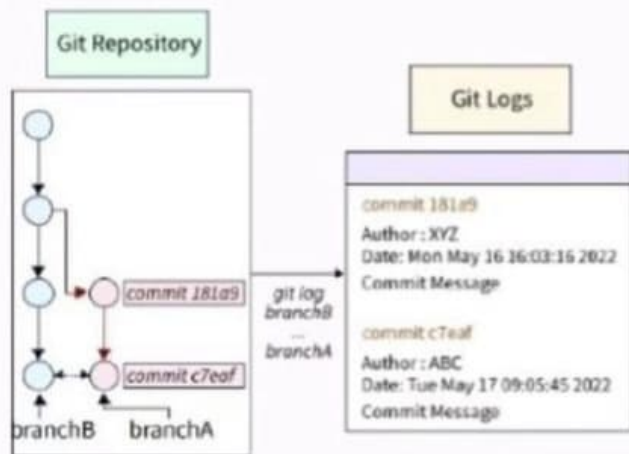 Git Repository
Git Logs
commit 181a9
commit c7eaf
branchB
branchA
git log
branchB
...
branchA
commit 181a9
Author : XYZ
Date: Mon May 16 16:03:16 2022
Commit Message
commit c7eaf
Author : ABC
Date: Tue May 17 09:05:45 2022
Commit Message